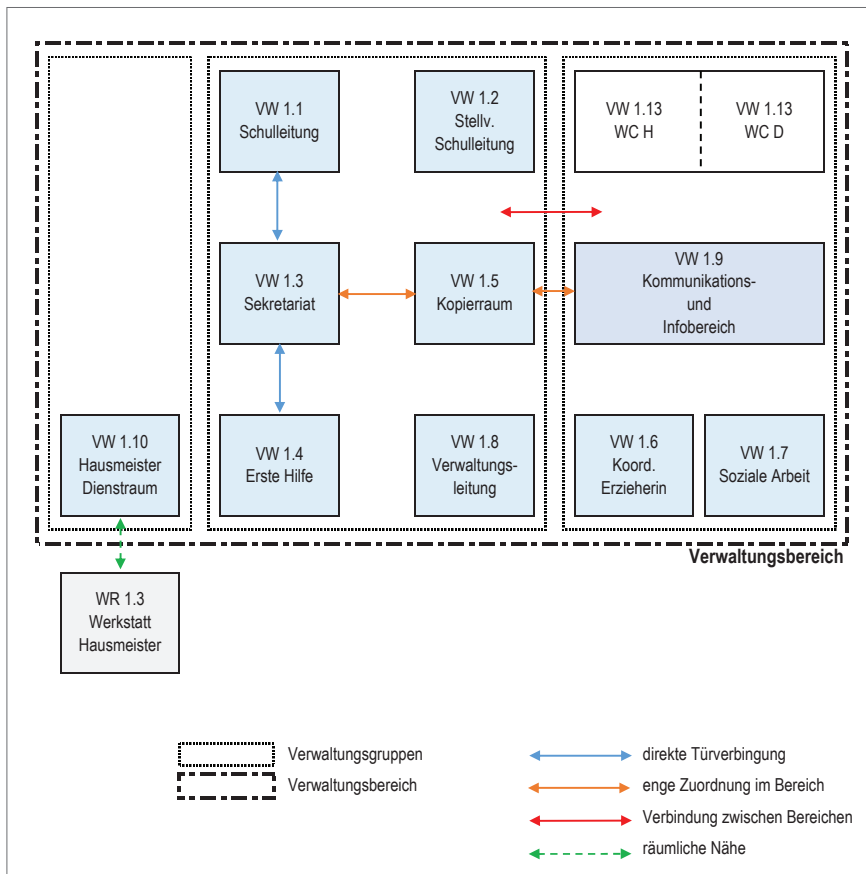 VW 1.1
Schulleitung
VW 1.2
Stellv.
Schulleitung
VW 1.13
WC H
VW 1.13
WC D
VW 1.3
Sekretariat
VW 1.5
Kopierraum
VW 1.9
Kommunikations-
und
Infobereich
VW 1.10
Hausmeister
Dienstraum
VW 1.4
Erste Hilfe
VW 1.8
Verwaltungs-
leitung
VW 1.6
Koord.
Erzieherin
VW 1.7
Soziale Arbeit
Verwaltungsbereich
WR 1.3
Werkstatt
Hausmeister
Verwaltungsgruppen
Verwaltungsbereich
direkte Türverbingung
enge Zuordnung im Bereich
Verbindung zwischen Bereichen
räumliche Nähe